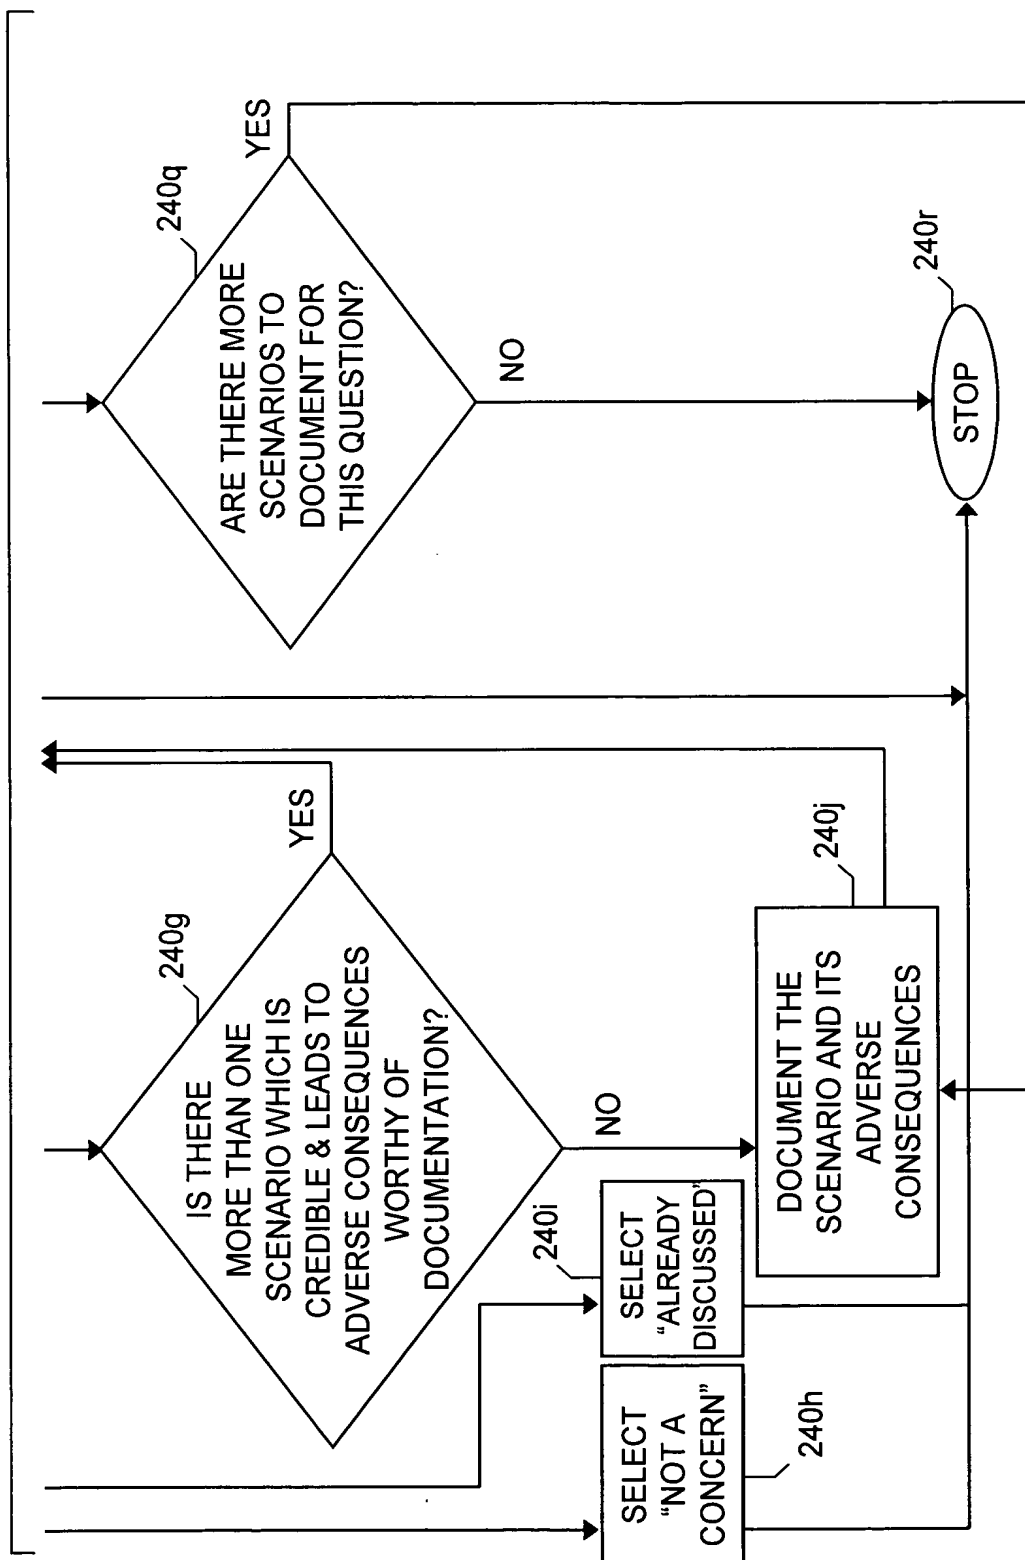 IS THERE
MORE THAN ONE
SCENARIO WHICH IS
CREDIBLE & LEADS TO
ADVERSE CONSEQUENCES
WORTHY OF
DOCUMENTATION?
240g
YES
NO
ARE THERE MORE
SCENARIOS TO
DOCUMENT FOR
THIS QUESTION?
240q
YES
NO
SELECT
“NOT A
CONCERN”
240h
SELECT
“ALREADY
DISCUSSED”
240i
DOCUMENT THE
SCENARIO AND ITS
ADVERSE
CONSEQUENCES
240j
STOP
240r